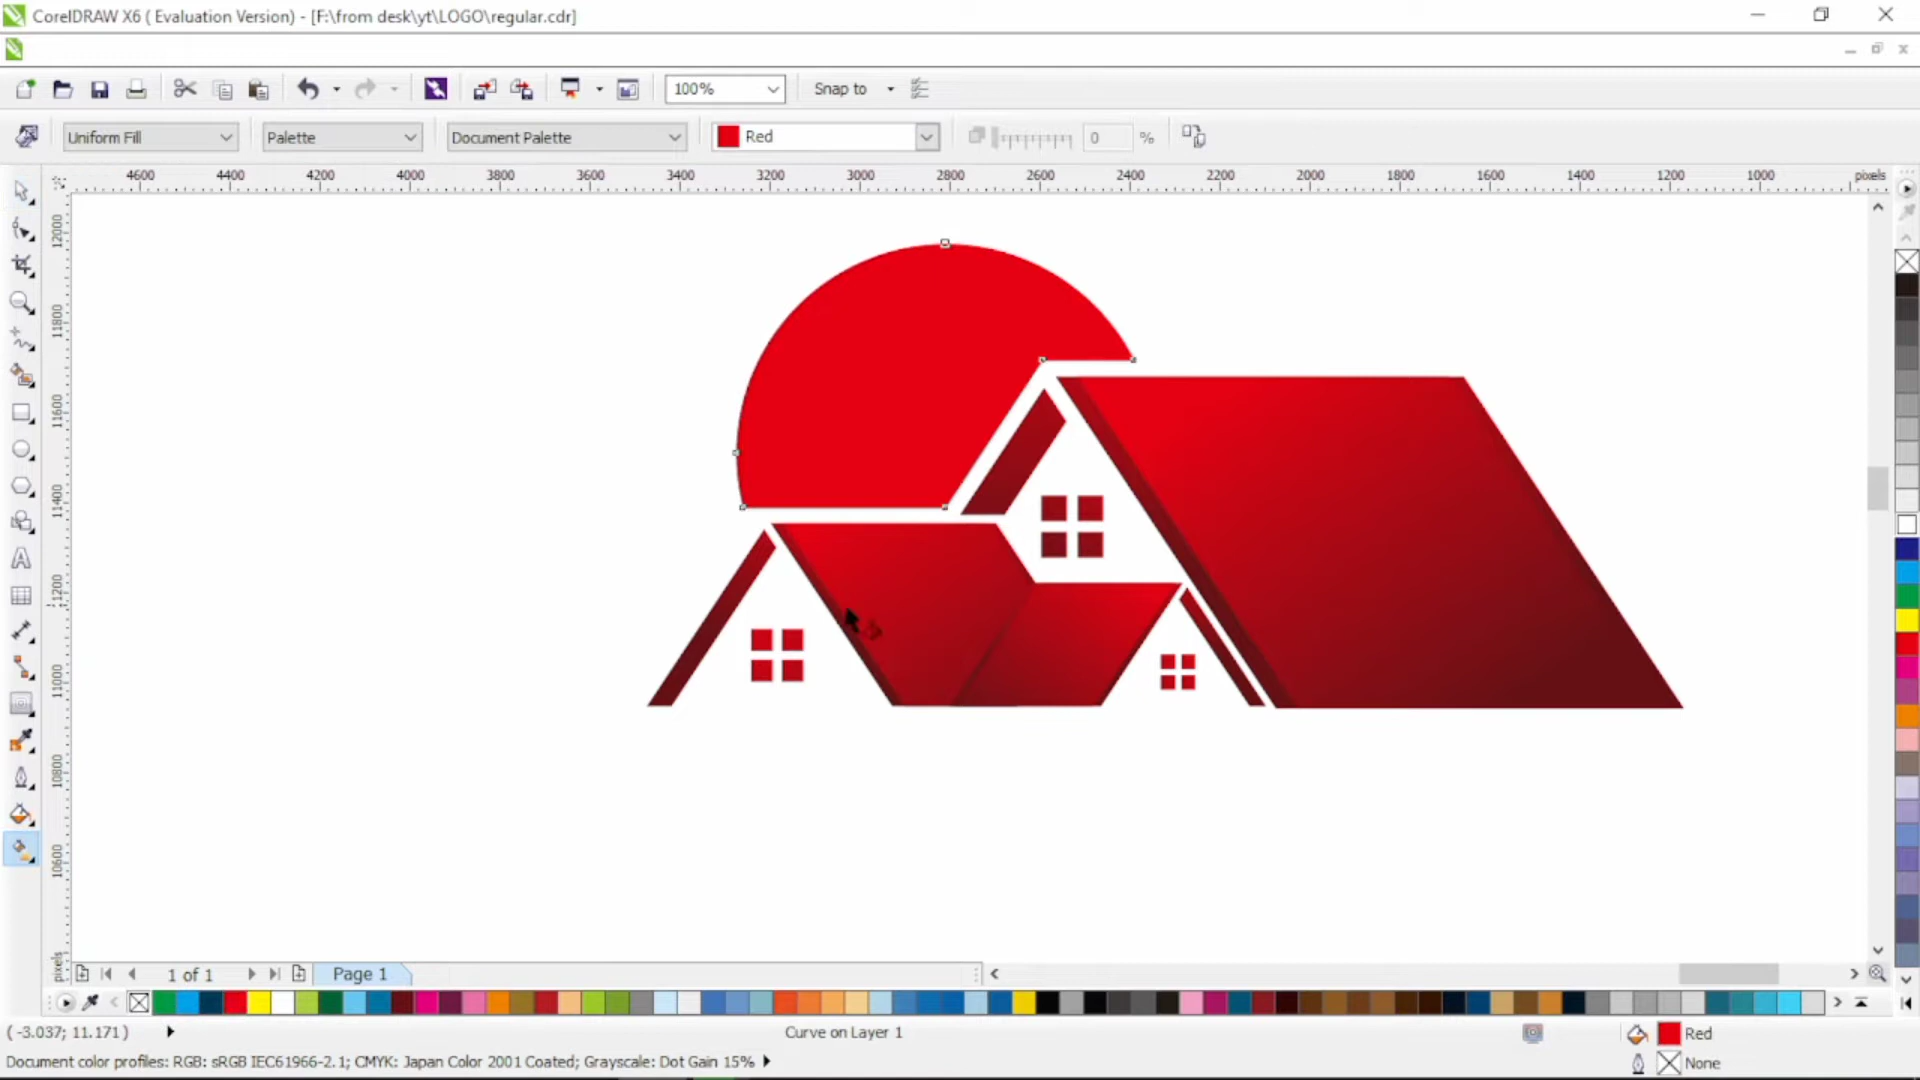 CorelDRAW X6 ( Evaluation Version) - [F:\from desk\yt\LOGO\regular.cdr]
100%
Snap to
Uniform Fill
Palette
Document Palette
Red
0
%
4600 4400 4200 4000 3800 3600 3400 3200 3000 2800 2600 2400 2200 2000 1800 1600 1400 1200 1000 pixels
12000
11800
11600
11400
11200
11000
10800
10600
pixels
1 of 1
Page 1
( -3.037; 11.171 )
Curve on Layer 1
Red
Document color profiles: RGB: sRGB IEC61966-2.1; CMYK: Japan Color 2001 Coated; Grayscale: Dot Gain 15%
None